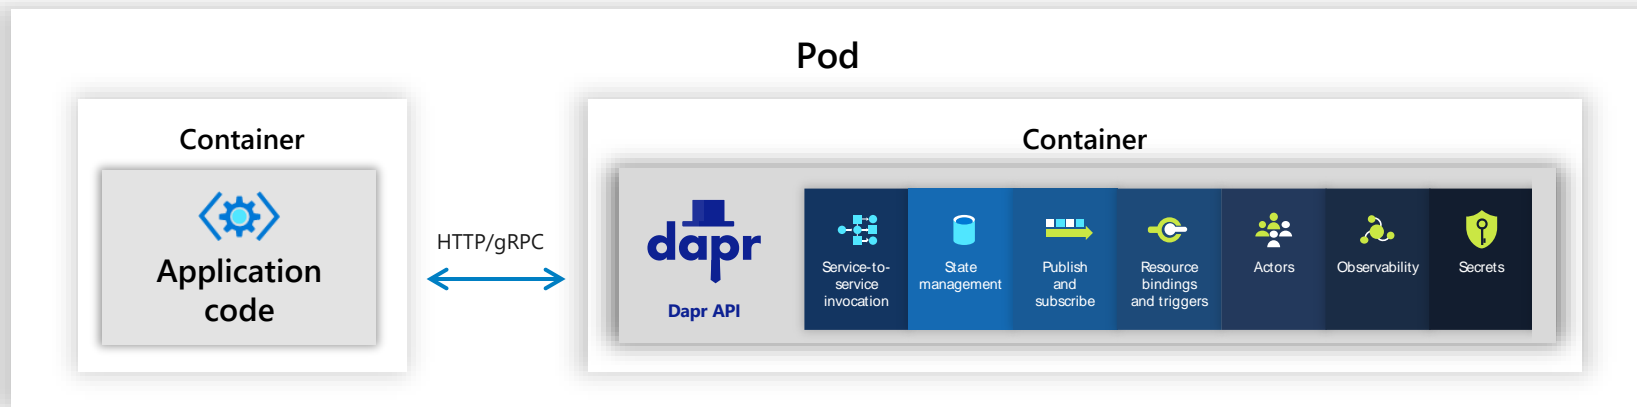 Pod
Container
Application
code
HTTP/gRPC
Container
dapr
Dapr API
Service-to-
service
invocation
State
management
Publish
and
subscribe
Resource
bindings
and triggers
Actors
Observability
Secrets